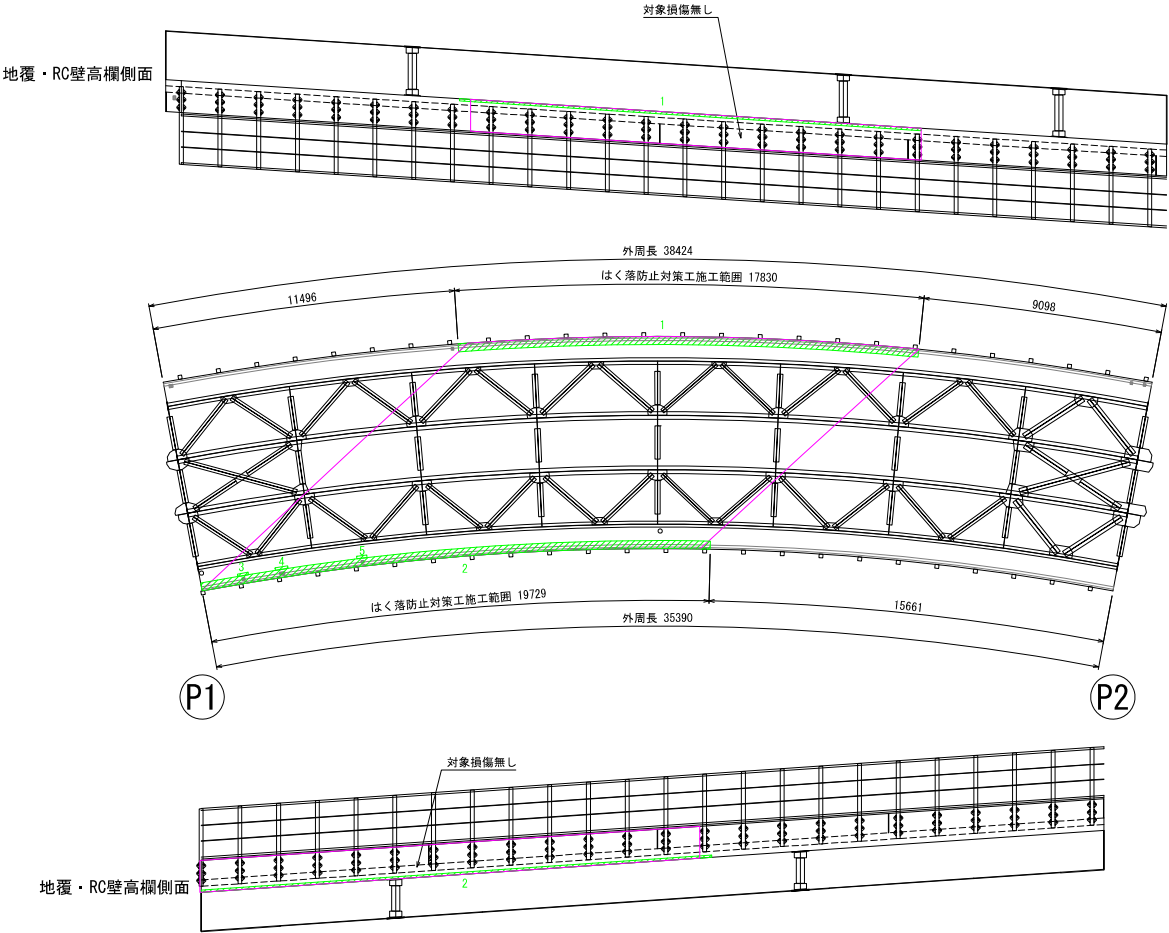 対象損傷無し
地覆・RC壁高欄側面
1
外周長 38424
はく落防止対策工施工範囲 17830
11496
9098
1
5
3
4
2
はく落防止対策工施工範囲 19729
15661
外周長 35390
P1
P2
対象損傷無し
地覆・RC壁高欄側面
2